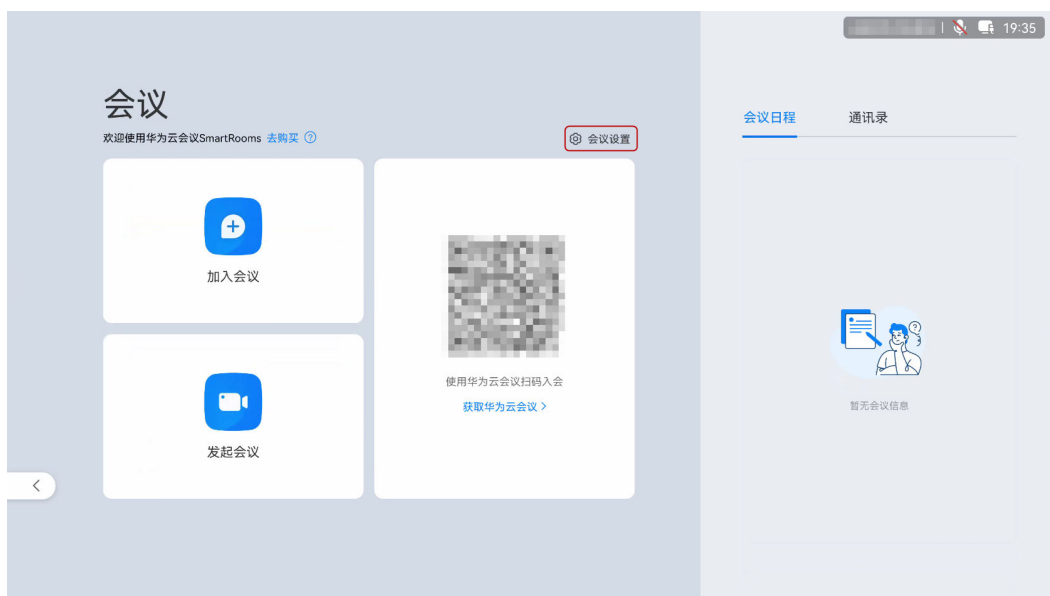 19:35
会议
欢迎使用华为云会议SmartRooms 去购买
会议设置
会议日程 通讯录
加入会议
使用华为云会议扫码入会
获取华为云会议 >
发起会议
暂无会议信息